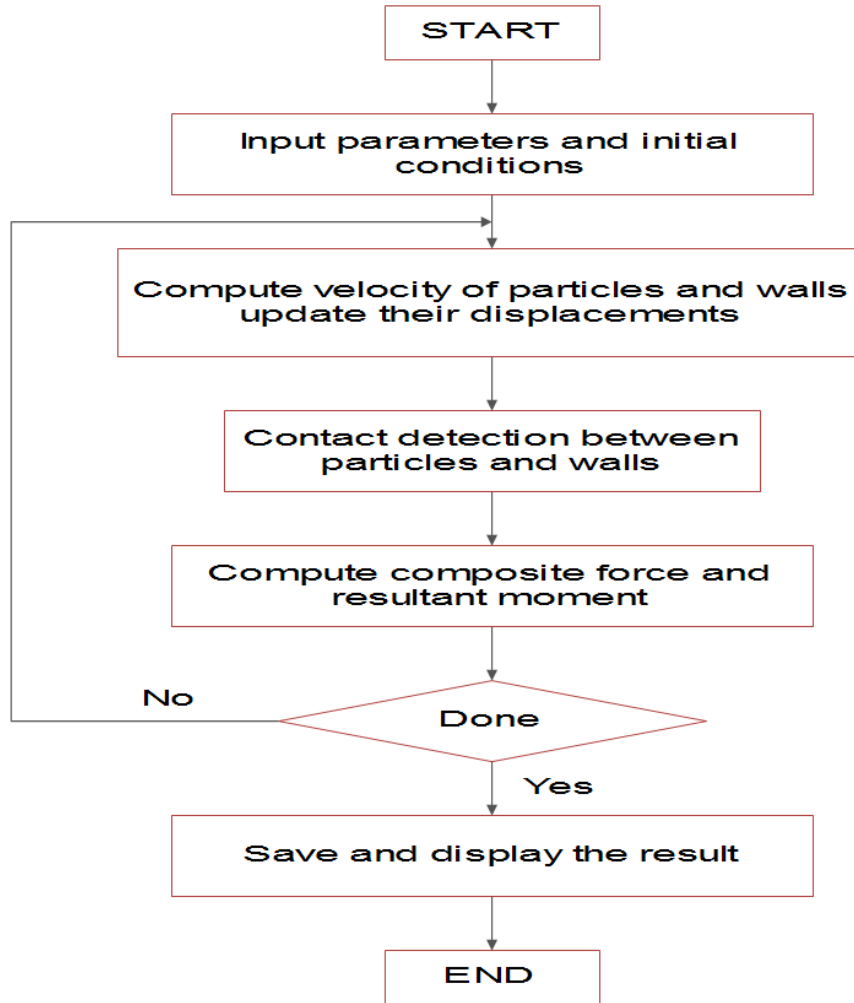 START
Input parameters and initial
conditions
Compute velocity of particles and walls
update their displacements
Contact detection between
particles and walls
Compute composite force and
resultant moment
No
Done
Yes
Save and display the result
END